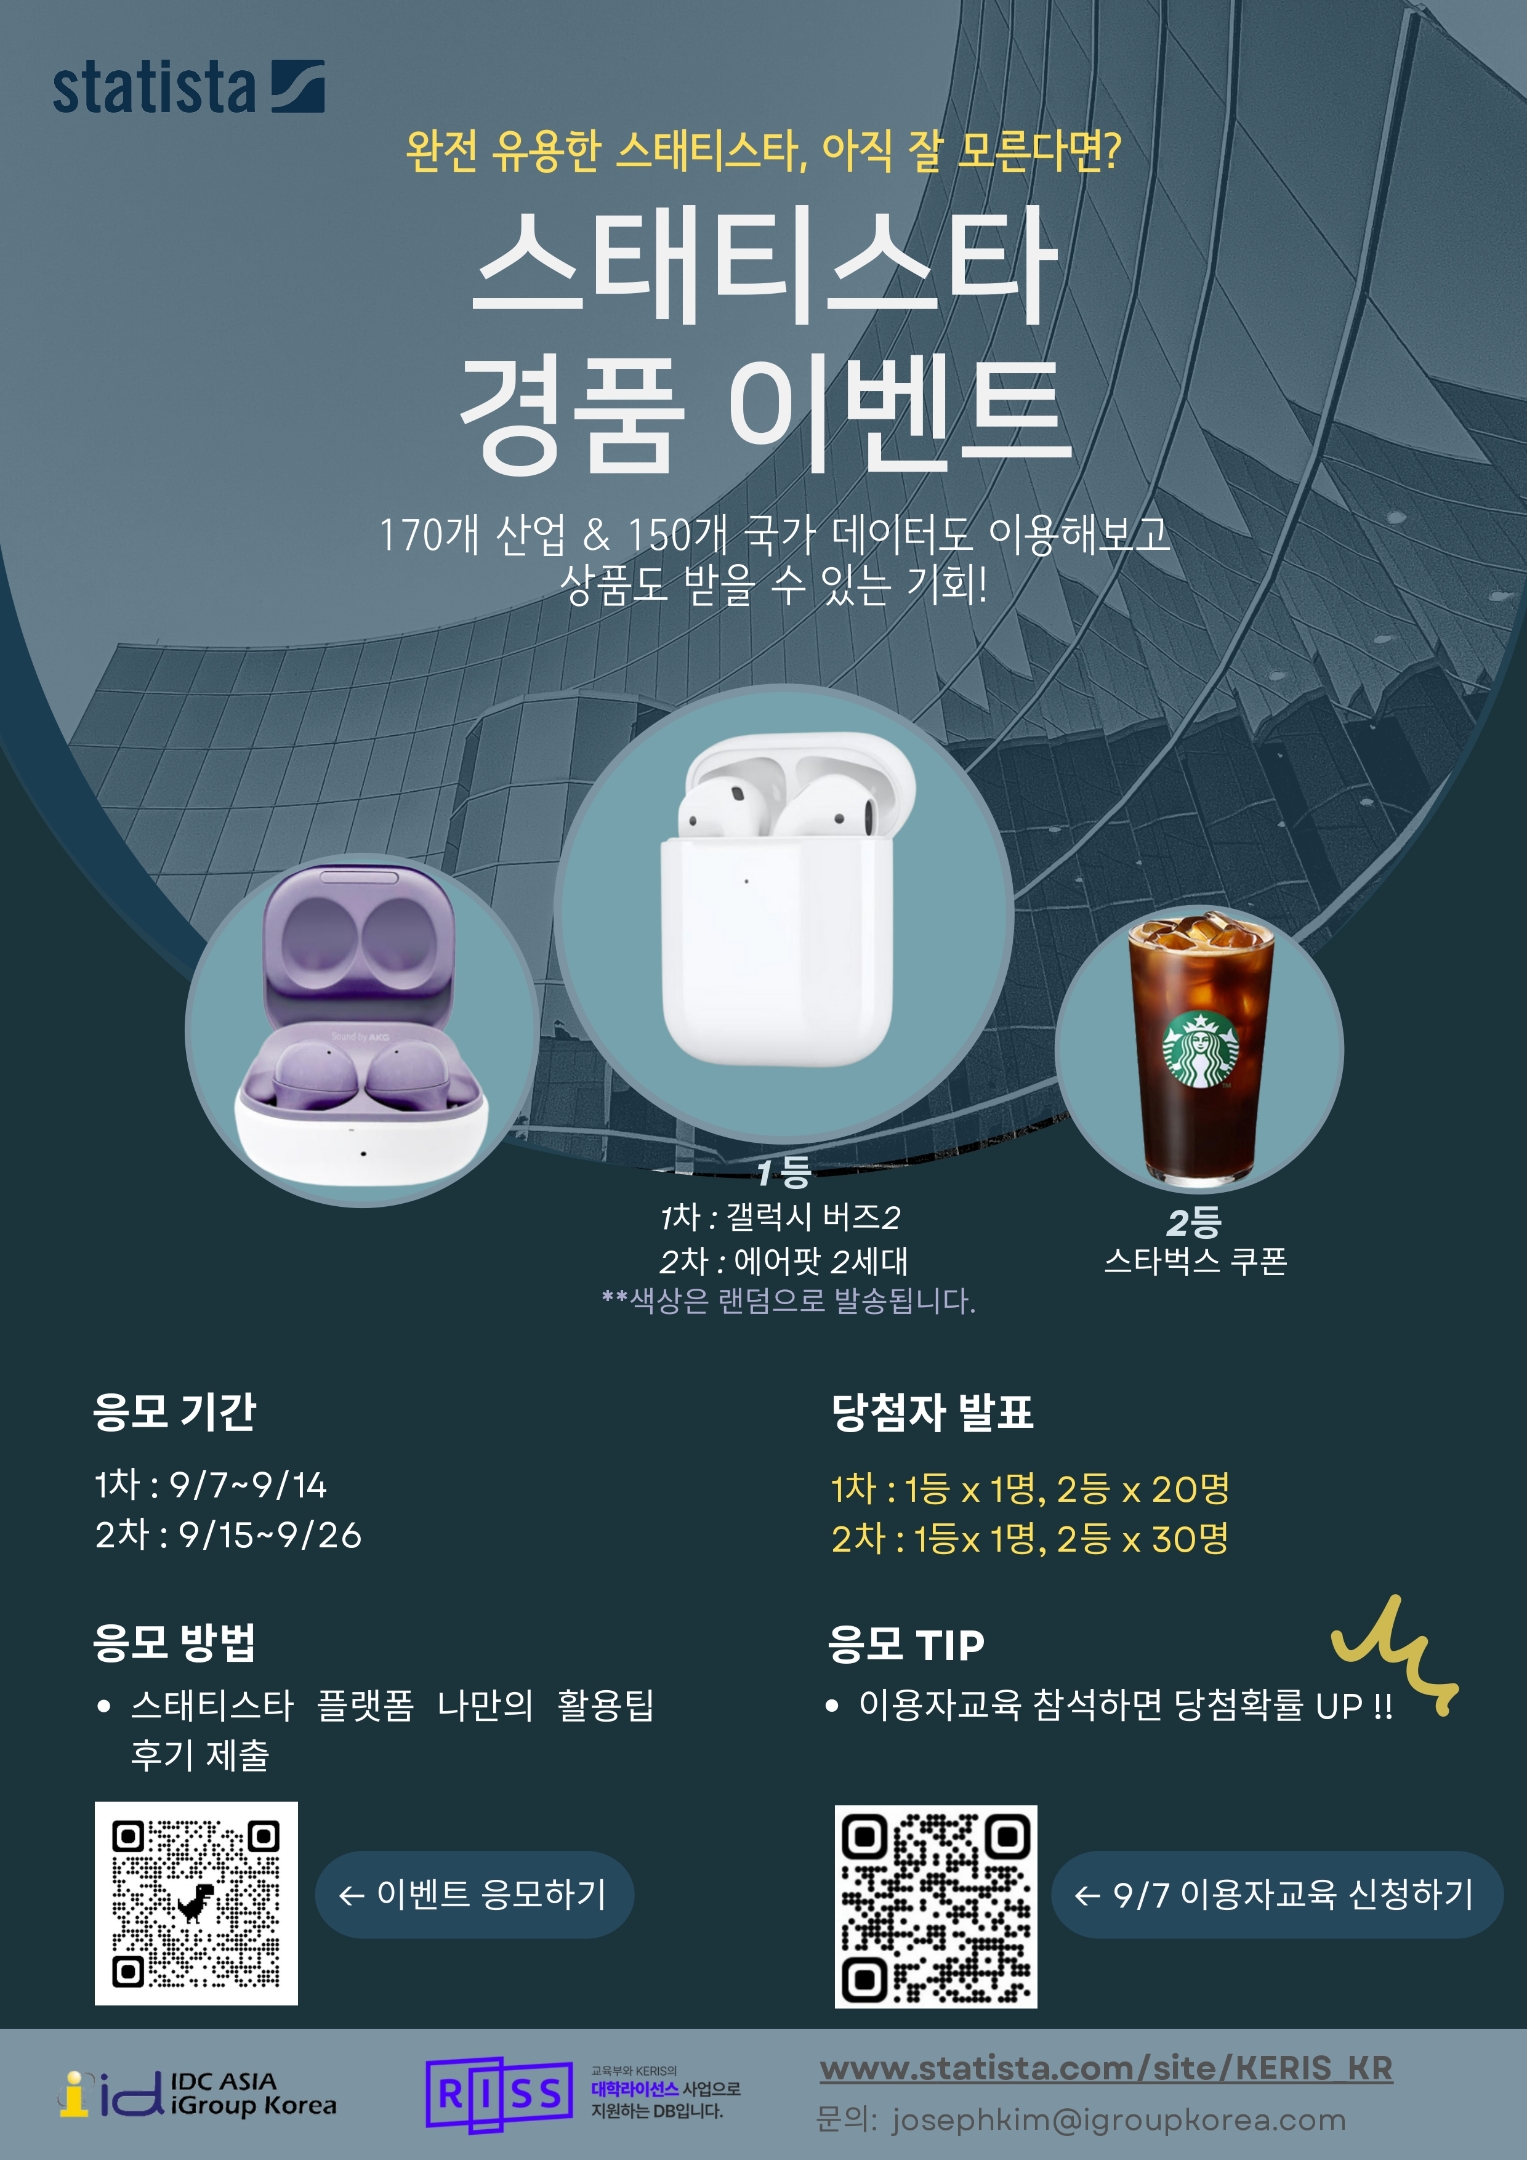 statista
완전 유용한 스태티스타, 아직 잘 모른다면?
스태티스타
경품 이벤트
170개 산업 & 150개 국가 데이터도 이용해보고
상품도 받을 수 있는 기회!
Sound by AKG
1등
1차 : 갤럭시 버즈2
2차 : 에어팟 2세대
**색상은 랜덤으로 발송됩니다.
2등
스타벅스 쿠폰
응모 기간
1차 : 9/7~9/14
2차 : 9/15~9/26
당첨자 발표
1차 : 1등 x 1명, 2등 x 20명
2차 : 1등x 1명, 2등 x 30명
응모 방법
• 스태티스타 플랫폼 나만의 활용팁
후기 제출
응모 TIP
• 이용자교육 참석하면 당첨확률 UP !!
← 이벤트 응모하기
← 9/7 이용자교육 신청하기
iid IDC ASIA
iGroup Korea
RISS
교육부와 KERIS의
대학라이선스 사업으로
지원하는 DB입니다.
www.statista.com/site/KERIS_KR
문의: josephkim@igroupkorea.com